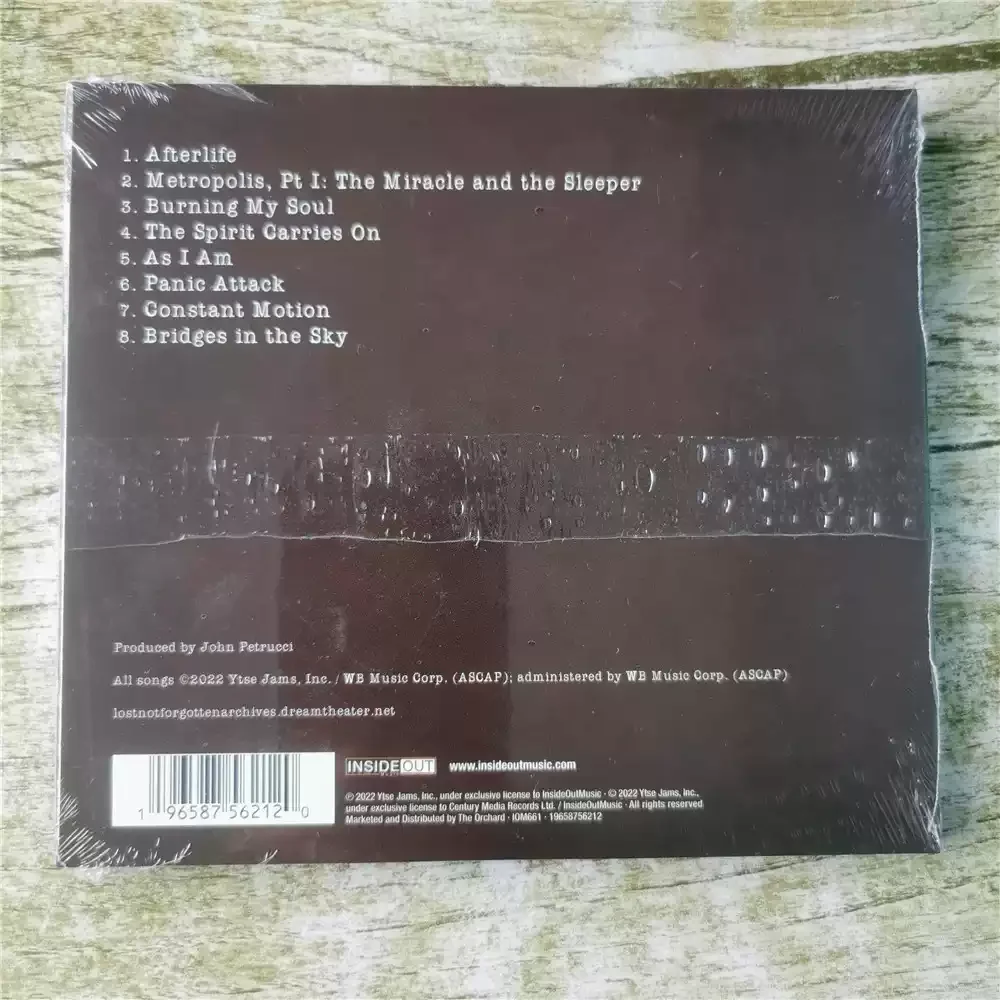 1. Afterlife
2. Metropolis, Pt I: The Miracle and the Sleeper
3. Burning My Soul
4. The Spirit Carries On
5. As I Am
6. Panic Attack
7. Constant Motion
8. Bridges in the Sky
Produced by John Petrucci
All songs ©2022 Ytse Jams, Inc. / WB Music Corp. (ASCAP); administered by WB Music Corp. (ASCAP)
lostnotforgottenarchives.dreamtheater.net
INSIDEOUT
MUSIC
www.insideoutmusic.com
℗ 2022 Ytse Jams, Inc., under exclusive license to InsideOutMusic · © 2022 Ytse Jams, Inc.,
under exclusive license to Century Media Records Ltd. / InsideOutMusic · All rights reserved
Marketed and Distributed by The Orchard · IOM661 · 19658756212
1 96587 56212 0